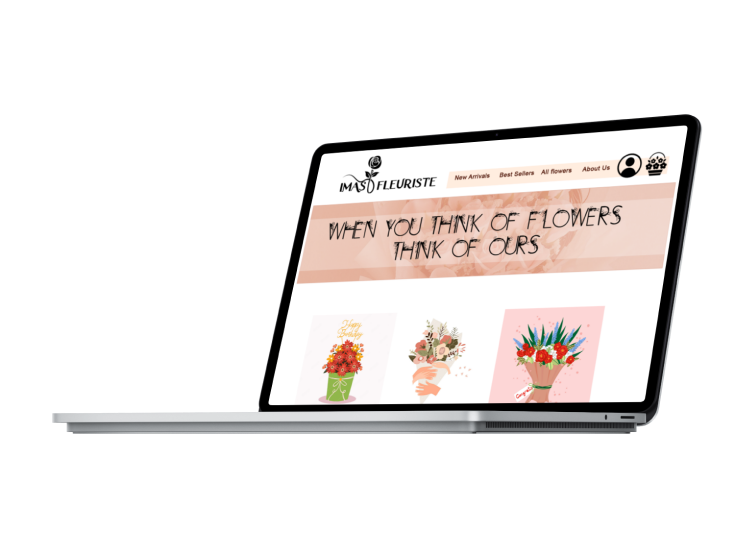 IMAS FLEURISTE
New Arrivals Best Sellers All flowers About Us
WHEN YOU THINK OF FLOWERS
THINK OF OURS
Happy
Birthday